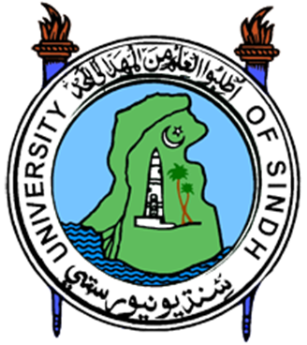 اطلبوا العلم من المهد الى اللحد
UNIVERSITY OF SINDH
سنڌ يونيورسٽي